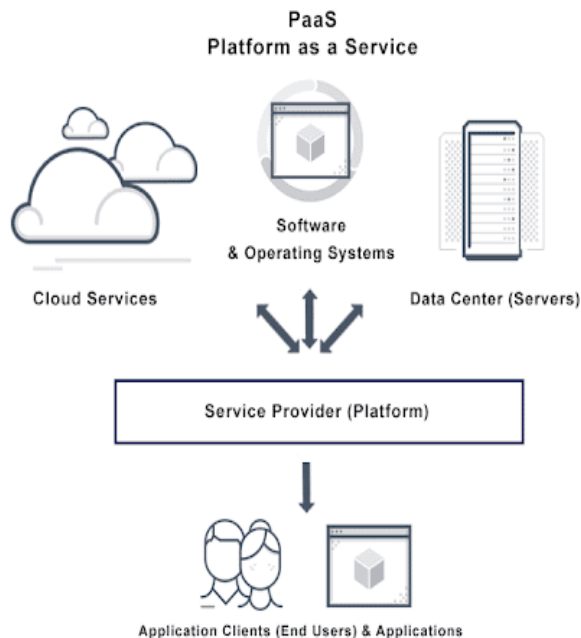 PaaS
Platform as a Service
Software
& Operating Systems
Cloud Services
Data Center (Servers)
Service Provider (Platform)
Application Clients (End Users) & Applications